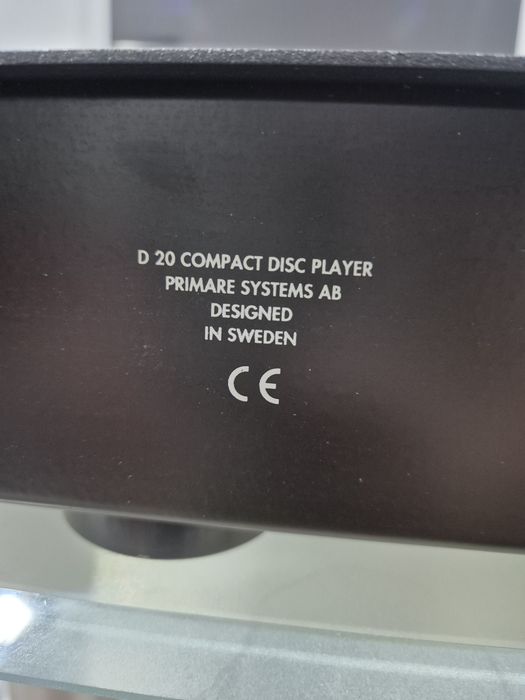 D 20 COMPACT DISC PLAYER
PRIMARE SYSTEMS AB
DESIGNED
IN SWEDEN
CE